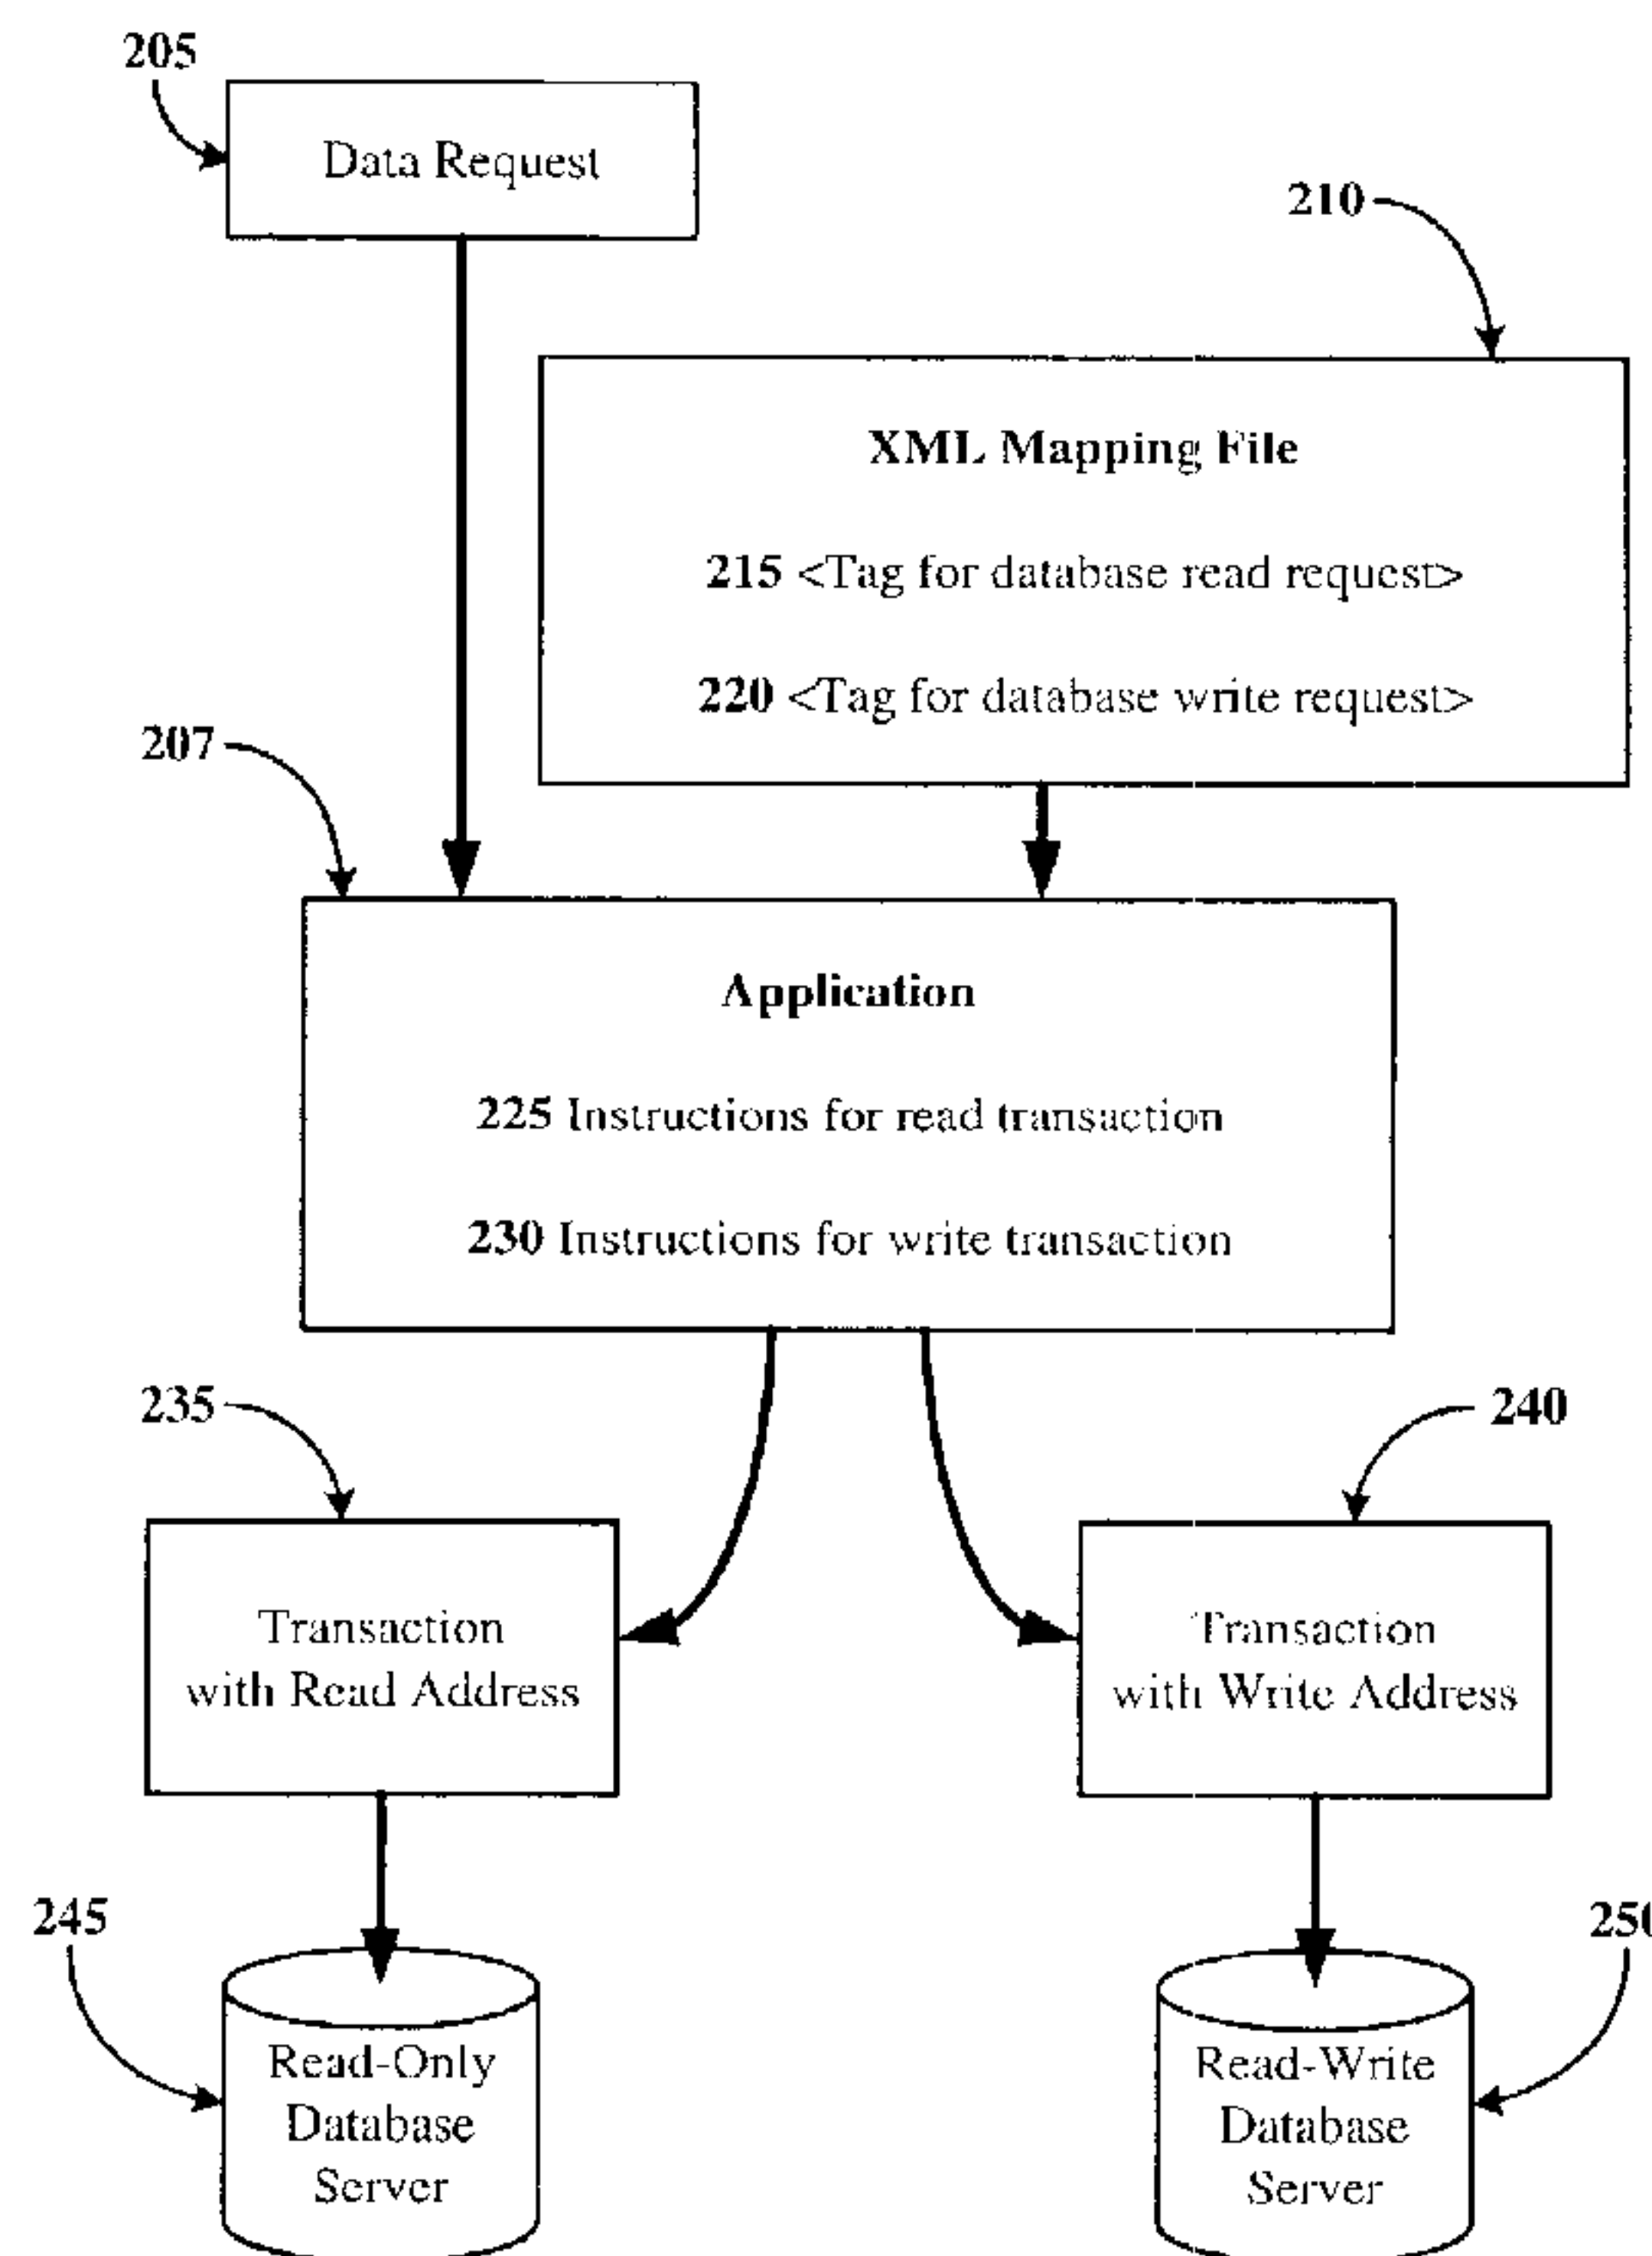 205
Data Request
210
XML Mapping File
215 <Tag for database read request>
220 <Tag for database write request>
207
Application
225 Instructions for read transaction
230 Instructions for write transaction
235
240
Transaction
with Read Address
Transaction
with Write Address
245
250
Read-Only
Database
Server
Read-Write
Database
Server